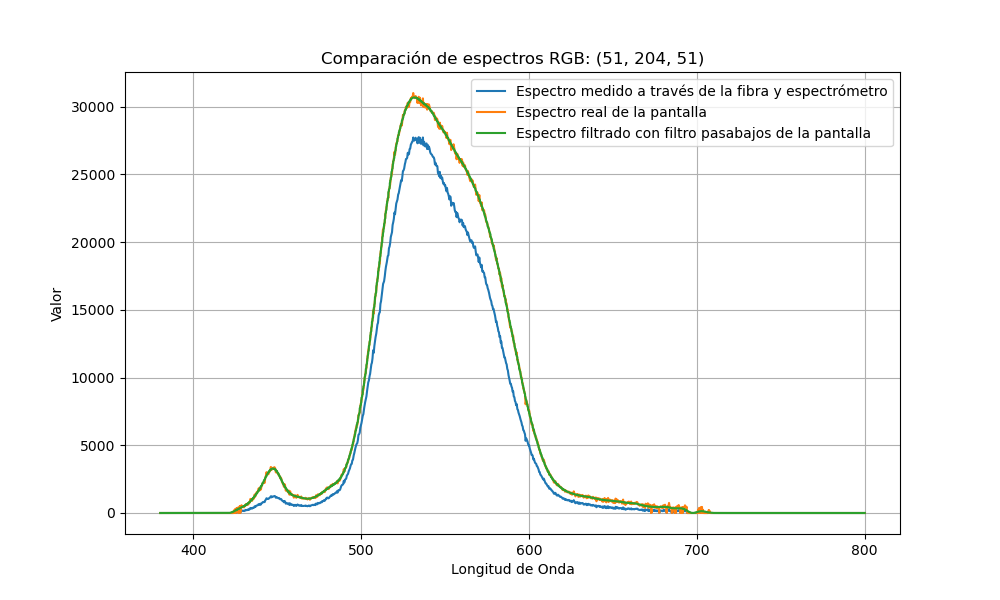 Comparación de espectros RGB: (51, 204, 51)
Espectro medido a través de la fibra y espectrómetro
Espectro real de la pantalla
Espectro filtrado con filtro pasabajos de la pantalla
Valor
30000
25000
20000
15000
10000
5000
0
400 500 600 700 800
Longitud de Onda